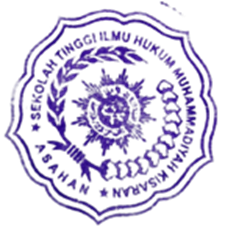 SEKOLAH TINGGI ILMU HUKUM MUHAMMADIYAH KISARAN
ASAHAN